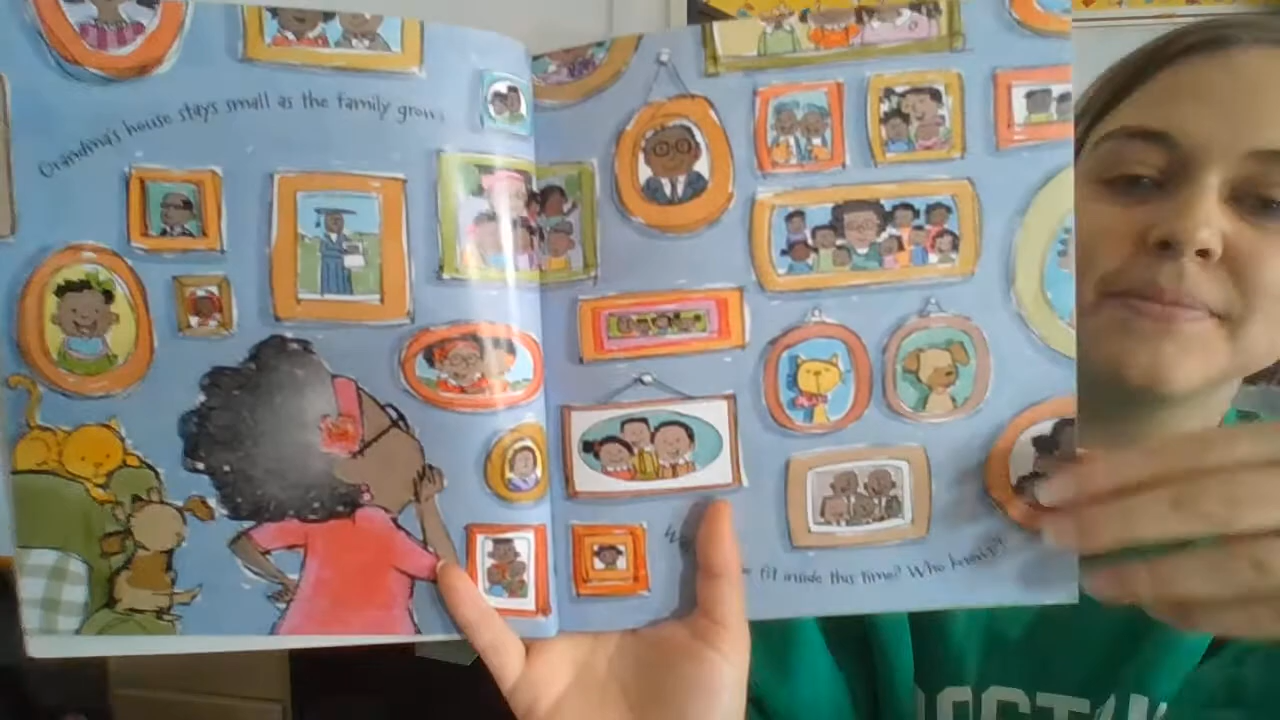 Grandma's house stays small as the family grows.
fit inside this time? Who knows?!